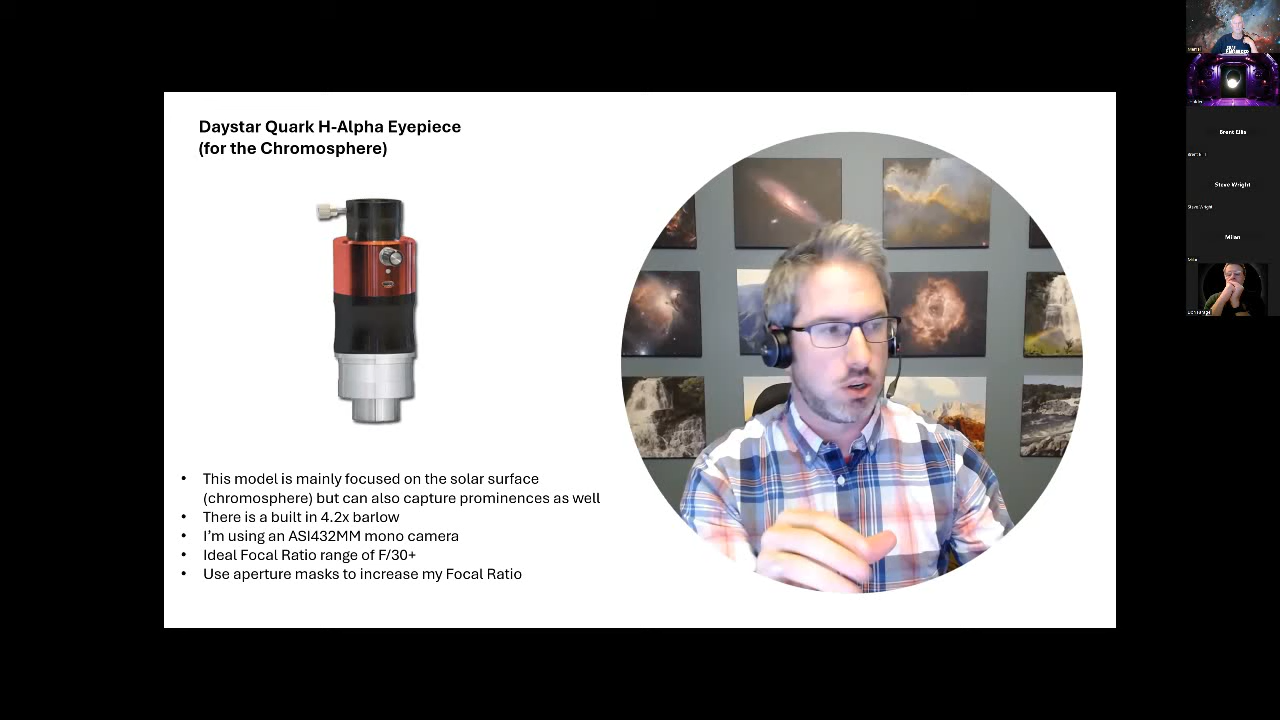 Daystar Quark H-Alpha Eyepiece
(for the Chromosphere)
• This model is mainly focused on the solar surface
(chromosphere) but can also capture prominences as well
• There is a built in 4.2x barlow
• I'm using an ASI432MM mono camera
• Ideal Focal Ratio range of F/30+
• Use aperture masks to increase my Focal Ratio
Brent Ellis
Steve Wright
Steve Wright
Milan